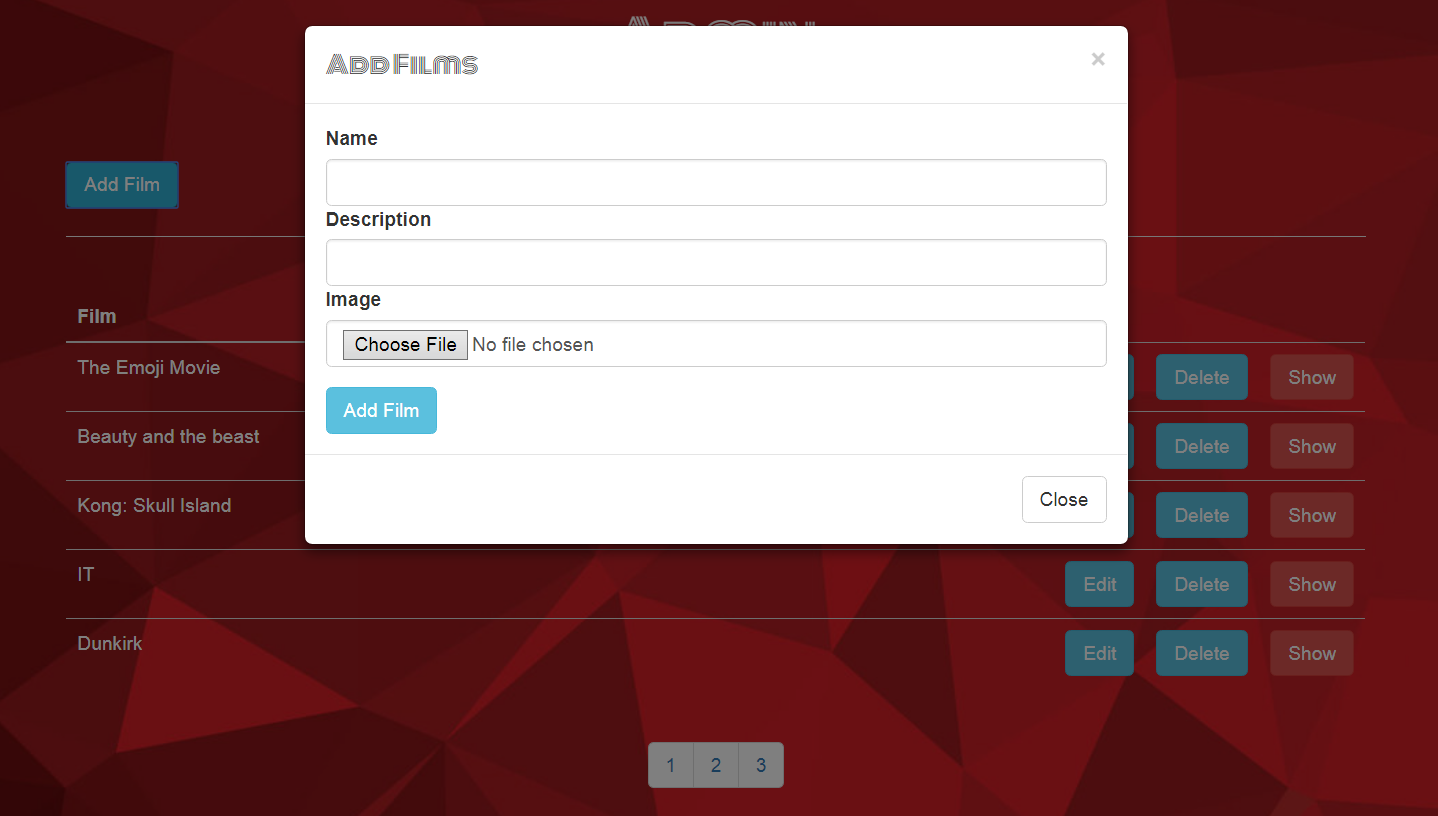 Add Films ×
Name
Add Film
Description
Image
Film
Choose File No file chosen
The Emoji Movie Delete Show
Add Film
Beauty and the beast Delete Show
Kong: Skull Island Delete Show
Close
IT Edit Delete Show
Dunkirk Edit Delete Show
1 2 3